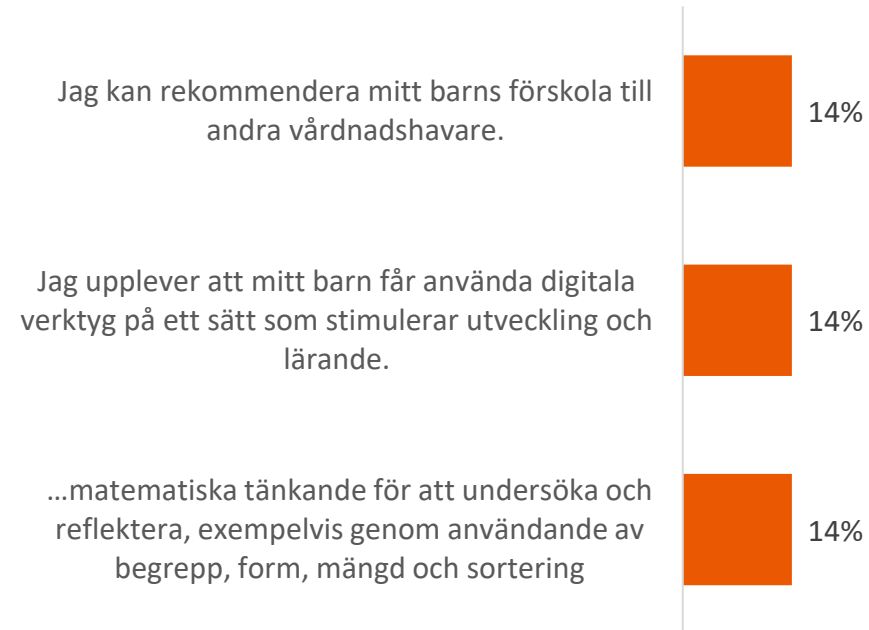 Jag kan rekommendera mitt barns förskola till
andra vårdnadshavare.
14%
Jag upplever att mitt barn får använda digitala
verktyg på ett sätt som stimulerar utveckling och
lärande.
14%
…matematiska tänkande för att undersöka och
reflektera, exempelvis genom användande av
begrepp, form, mängd och sortering
14%